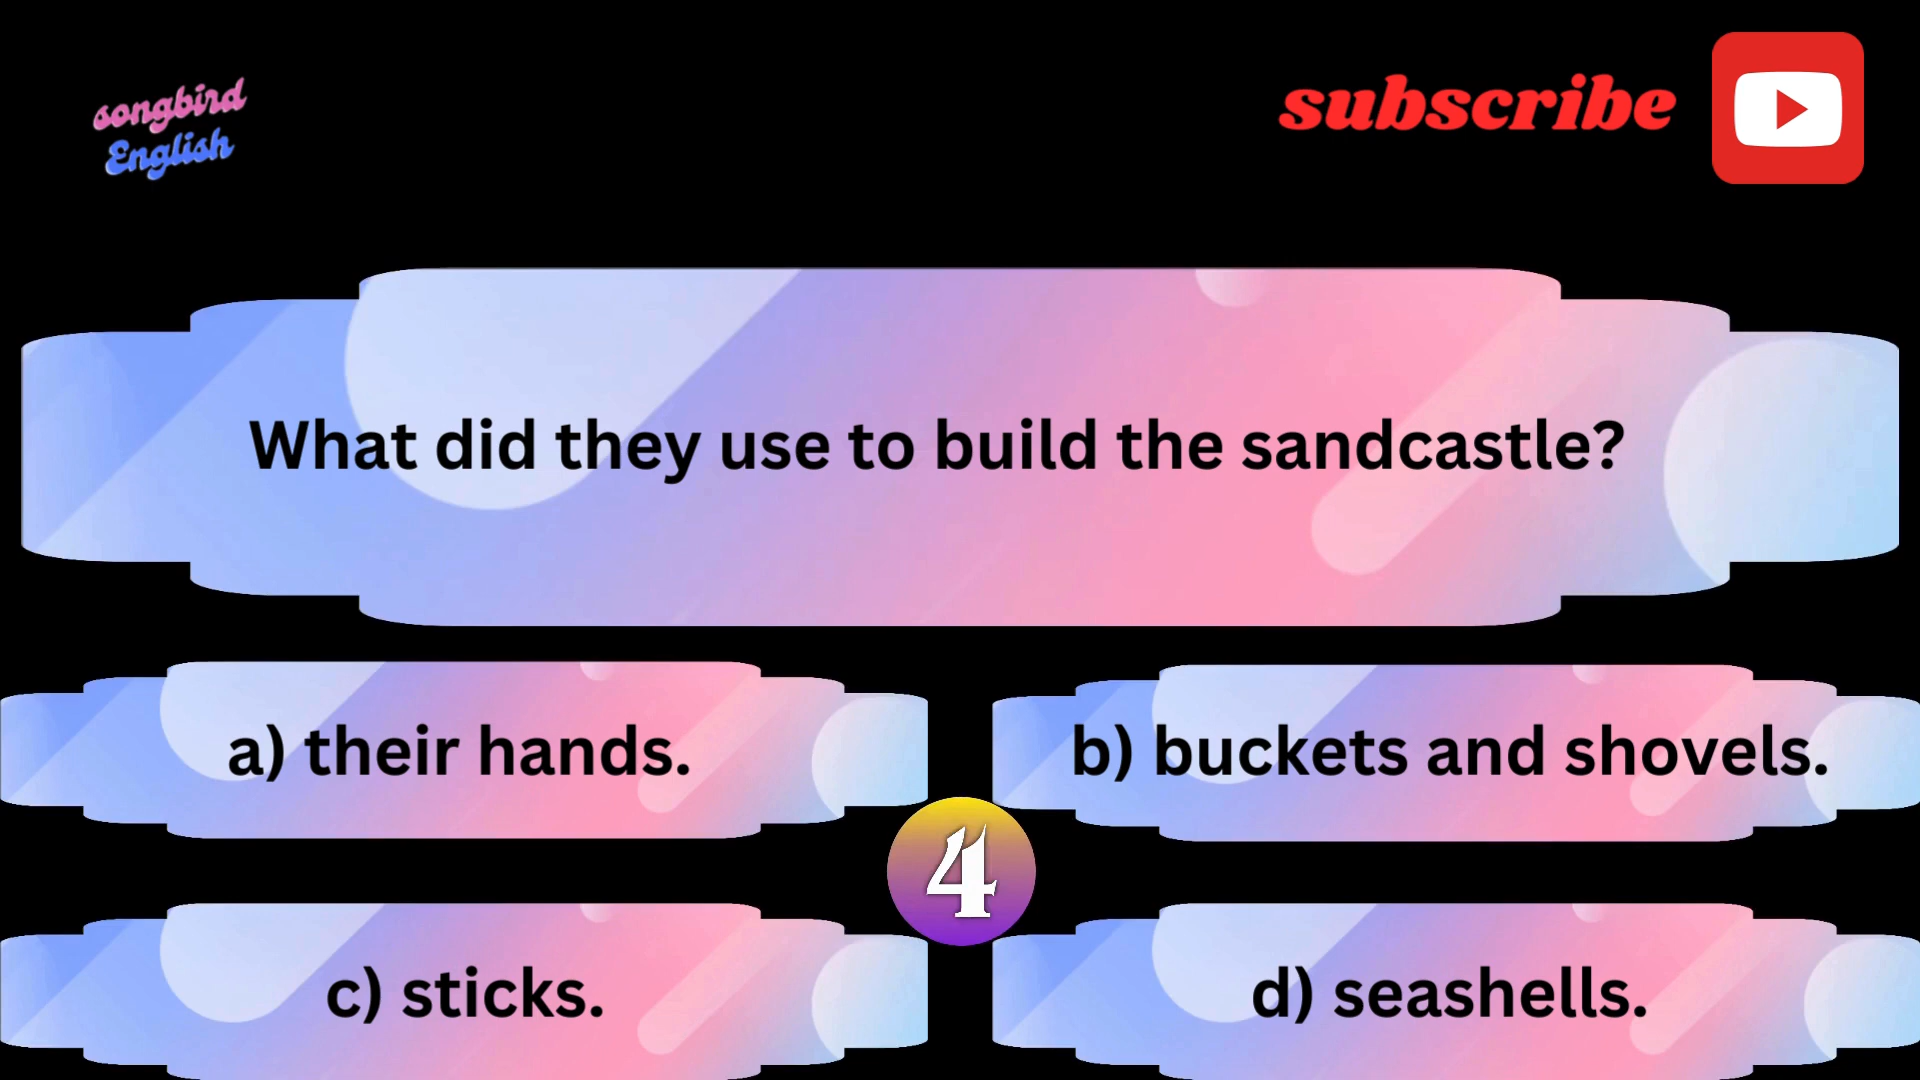 songbird
English
subscribe
What did they use to build the sandcastle?
a) their hands.
b) buckets and shovels.
4
c) sticks.
d) seashells.